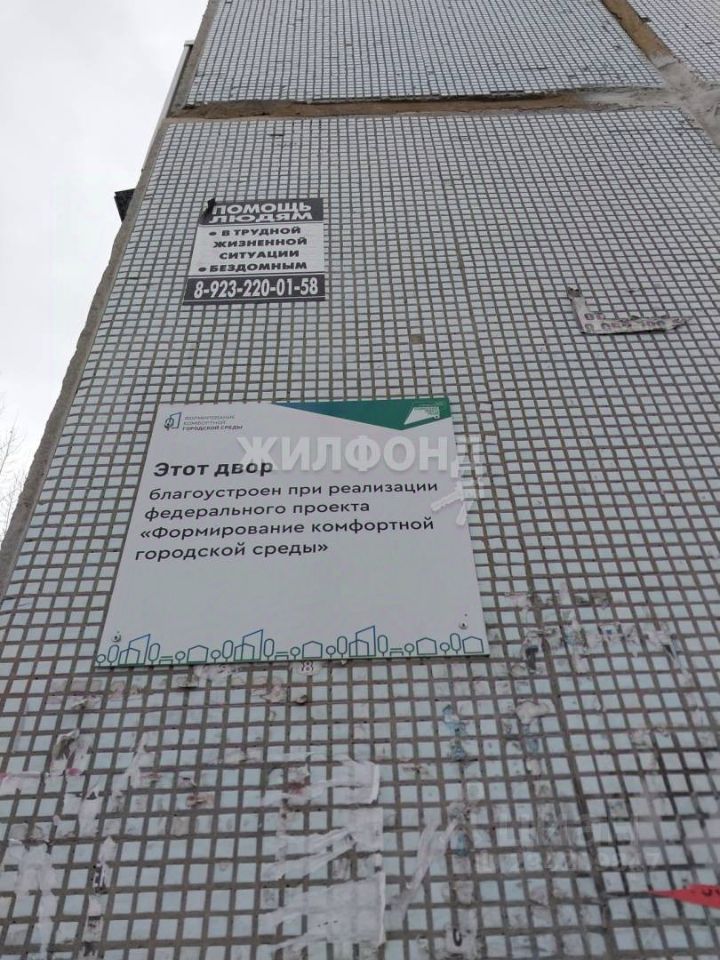 ПОМОЩЬ
ЛЮДЯМ
• В ТРУДНОЙ
ЖИЗНЕННОЙ
СИТУАЦИИ
• БЕЗДОМНЫМ
8-923-220-01-58
ФОРМИРОВАНИЕ
КОМФОРТНОЙ
ГОРОДСКОЙ СРЕДЫ
ЖИЛФОНД
Этот двор
благоустроен при реализации
федерального проекта
«Формирование комфортной
городской среды»